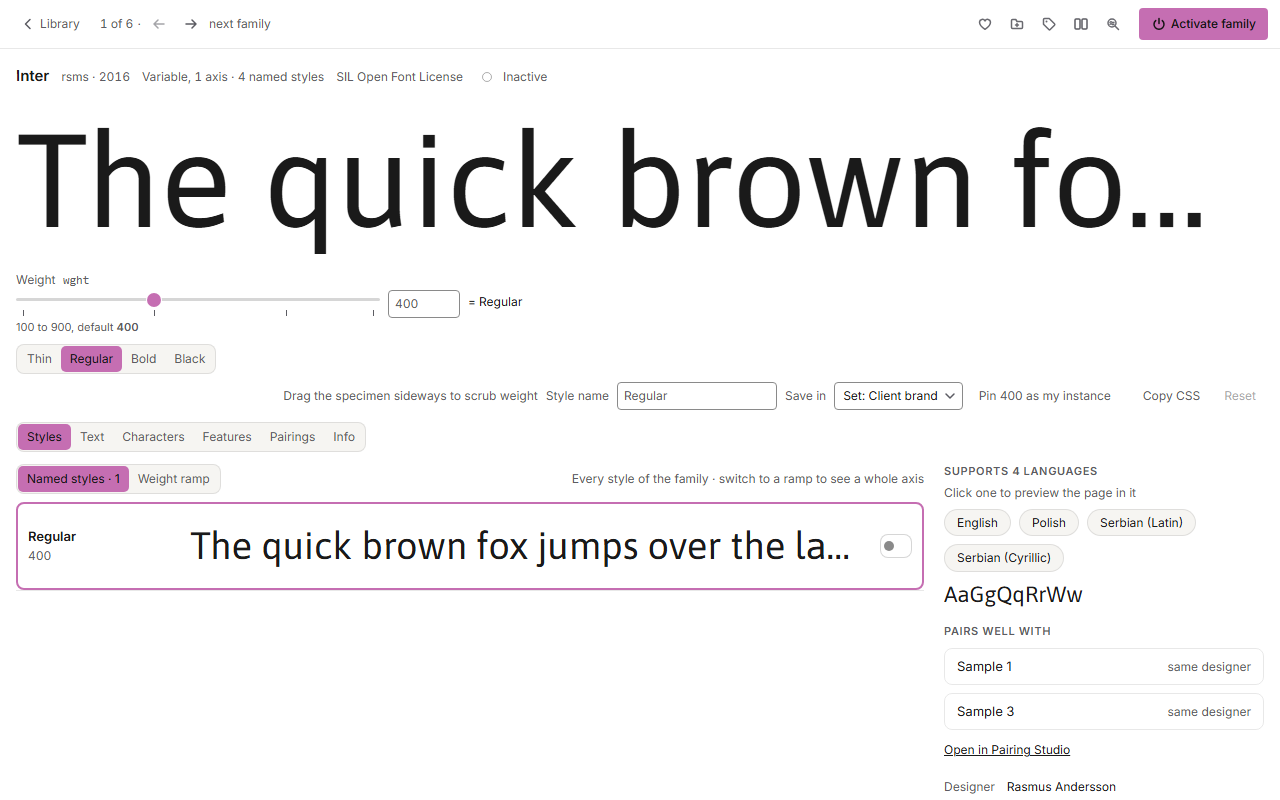 Library 1 of 6 · next family Activate family
Inter rsms · 2016 Variable, 1 axis · 4 named styles SIL Open Font License Inactive
The quick brown fo...
Weight wght
400 = Regular
100 to 900, default 400
Thin Regular Bold Black
Drag the specimen sideways to scrub weight Style name Regular Save in Set: Client brand Pin 400 as my instance Copy CSS Reset
Styles Text Characters Features Pairings Info
Named styles · 1 Weight ramp Every style of the family · switch to a ramp to see a whole axis
Regular
400
The quick brown fox jumps over the la...
SUPPORTS 4 LANGUAGES
Click one to preview the page in it
English Polish Serbian (Latin)
Serbian (Cyrillic)
AaGgQqRrWw
PAIRS WELL WITH
Sample 1 same designer
Sample 3 same designer
Open in Pairing Studio
Designer Rasmus Andersson